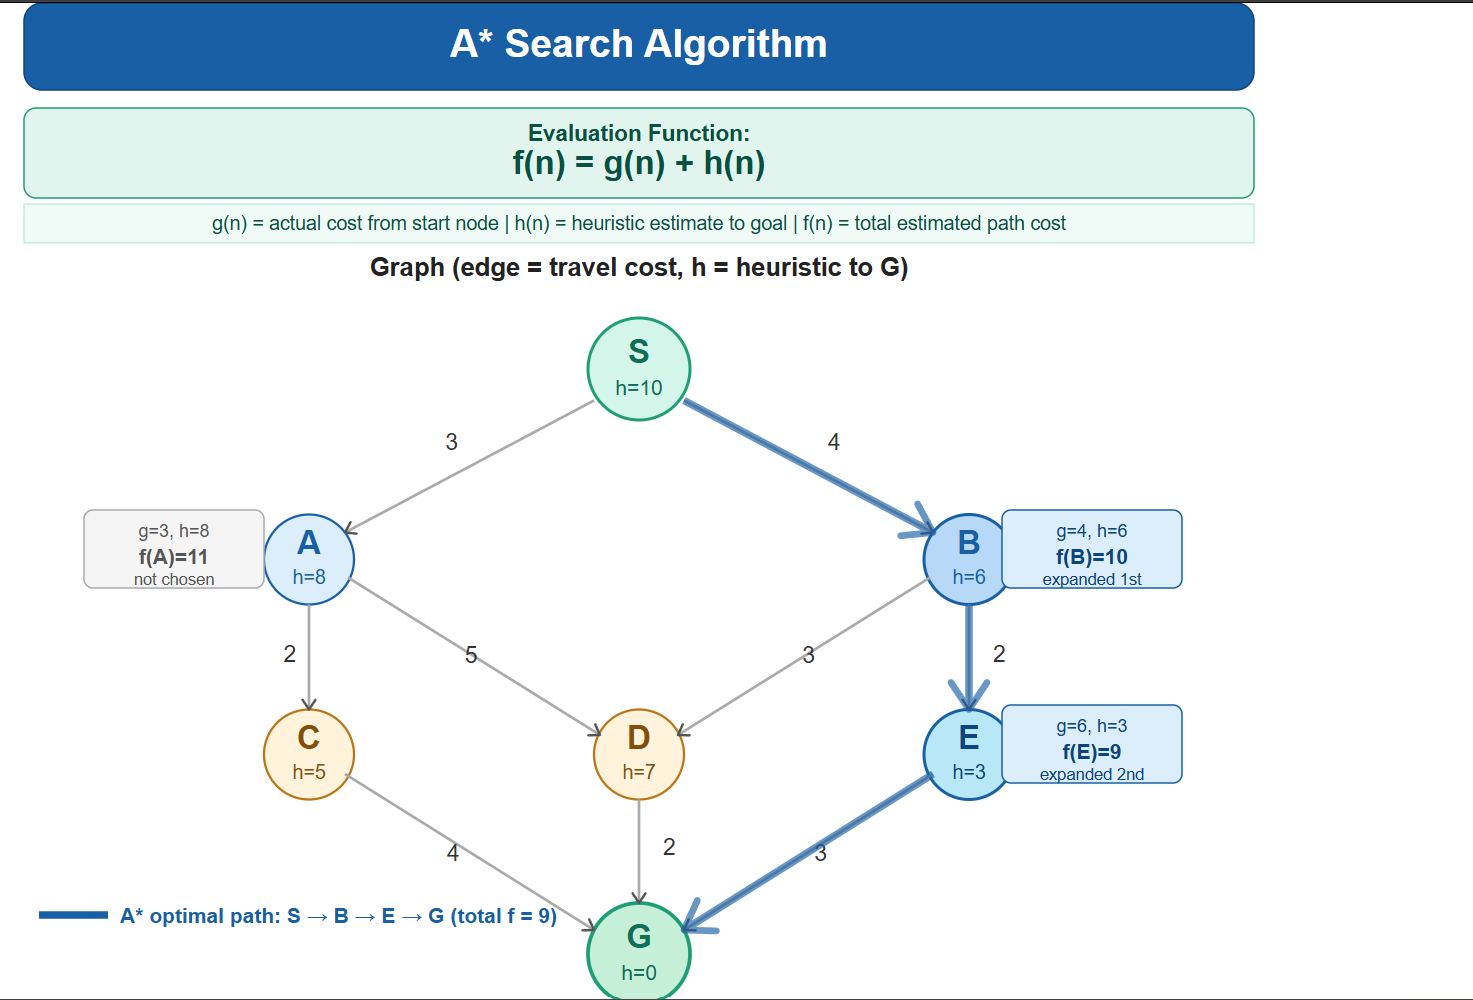 A* Search Algorithm
Evaluation Function:
f(n) = g(n) + h(n)
g(n) = actual cost from start node | h(n) = heuristic estimate to goal | f(n) = total estimated path cost
Graph (edge = travel cost, h = heuristic to G)
S
h=10
3
4
g=3, h=8
f(A)=11
not chosen
A
h=8
B
h=6
g=4, h=6
f(B)=10
expanded 1st
2
5
3
2
C
h=5
D
h=7
E
h=3
g=6, h=3
f(E)=9
expanded 2nd
4
2
3
A* optimal path: S → B → E → G (total f = 9)
G
h=0